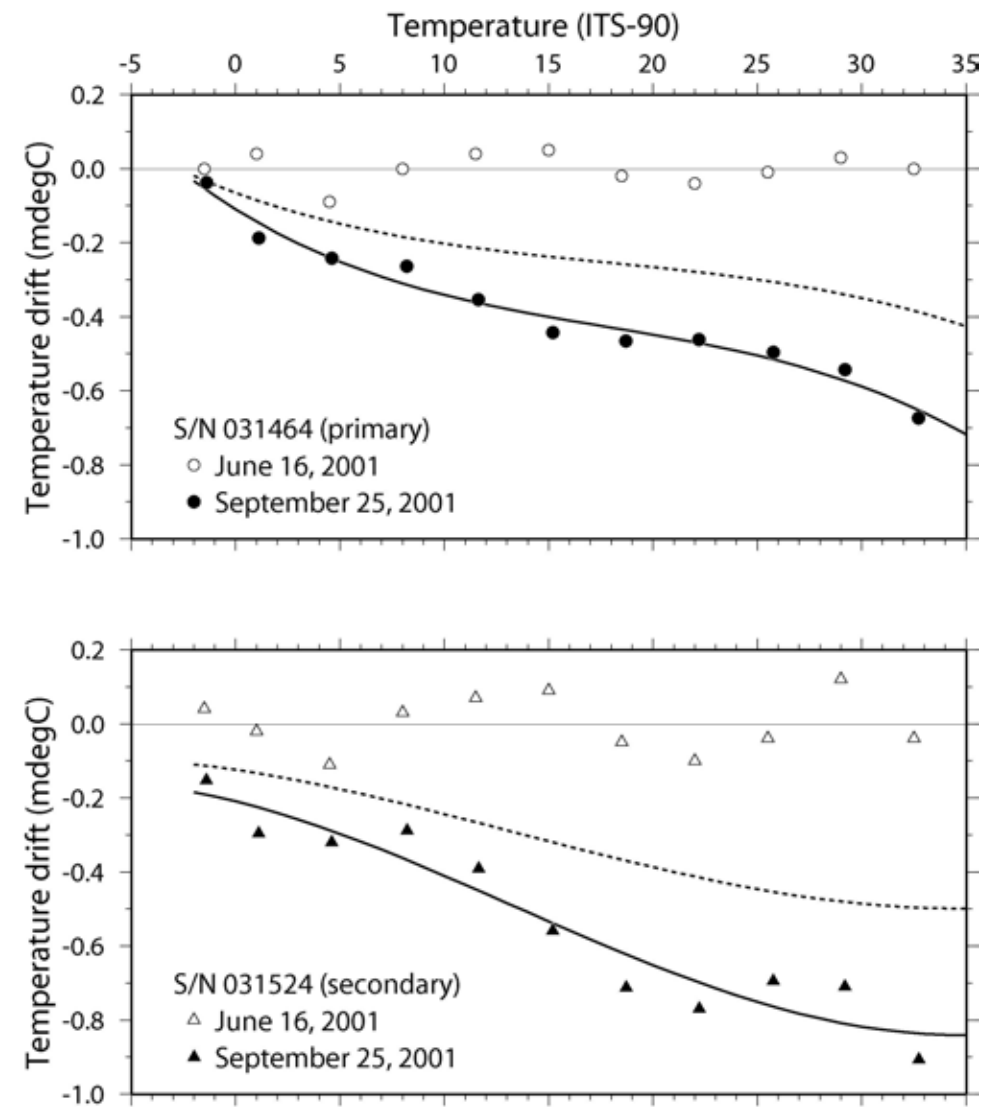 Temperature (ITS-90)
-5 0 5 10 15 20 25 30 35
0.2
0.0
-0.2
-0.4
-0.6
-0.8
-1.0
Temperature drift (mdegC)
S/N 031464 (primary)
○ June 16, 2001
● September 25, 2001
0.2
0.0
-0.2
-0.4
-0.6
-0.8
-1.0
Temperature drift (mdegC)
S/N 031524 (secondary)
△ June 16, 2001
▲ September 25, 2001